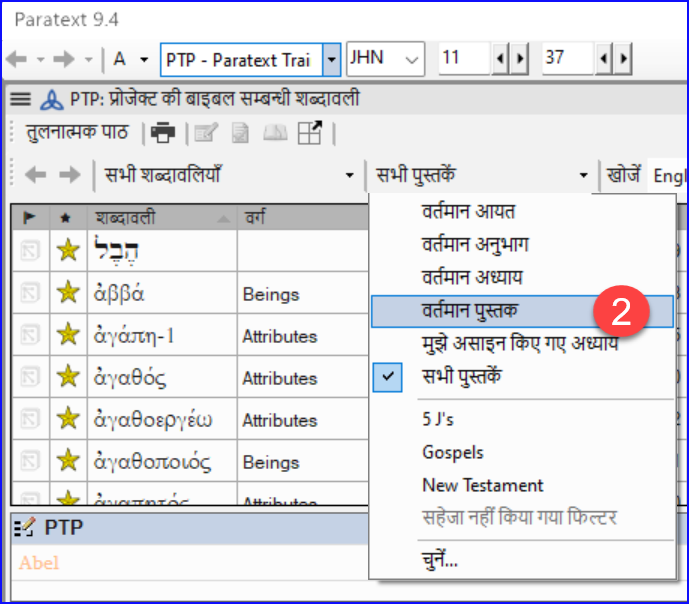 Paratext 9.4
A PTP - Paratext Trai JHN 11 37
PTP: प्रोजेक्ट की बाइबल सम्बन्धी शब्दावली
तुलनात्मक पाठ
सभी शब्दावलियाँ सभी पुस्तकें खोजें Engl
शब्दावली वर्ग
הֶבֶל
ἀββά Beings
ἀγάπη-1 Attributes
ἀγαθός Attributes
ἀγαθοεργέω Attributes
ἀγαθοποιός Beings
ἀγαπητός Attributes
वर्तमान आयत
वर्तमान अनुभाग
वर्तमान अध्याय
वर्तमान पुस्तक 2
मुझे असाइन किए गए अध्याय
सभी पुस्तकें
5 J's
Gospels
New Testament
सहेजा नहीं किया गया फिल्टर
चुनें...
PTP
Abel